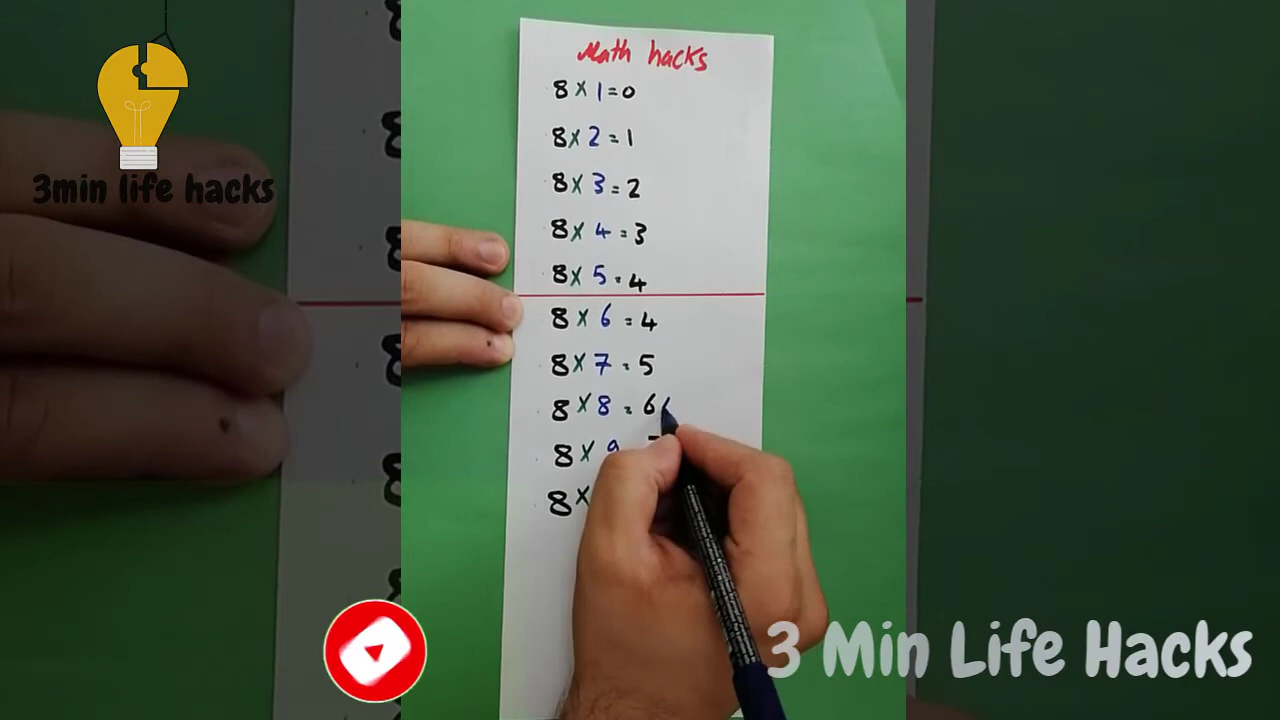 Math hacks
8 × 1 = 0
8 × 2 = 1
8 × 3 = 2
8 × 4 = 3
8 × 5 = 4
8 × 6 = 4
8 × 7 = 5
8 × 8 = 6
8 × 9
8 ×
3min life hacks
3 Min Life Hacks